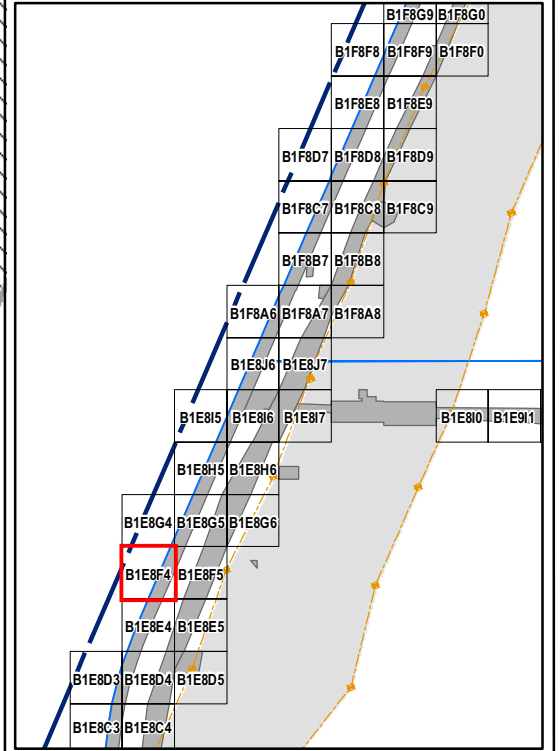 B1F8G9 B1F8G0
B1F8F8 B1F8F9 B1F8F0
B1F8E8 B1F8E9
B1F8D7 B1F8D8 B1F8D9
B1F8C7 B1F8C8 B1F8C9
B1F8B7 B1F8B8
B1F8A6 B1F8A7 B1F8A8
B1E8J6 B1E8J7
B1E8I5 B1E8I6 B1E8I7 B1E8I0 B1E9I1
B1E8H5 B1E8H6
B1E8G4 B1E8G5 B1E8G6
B1E8F4 B1E8F5
B1E8E4 B1E8E5
B1E8D3 B1E8D4 B1E8D5
B1E8C3 B1E8C4